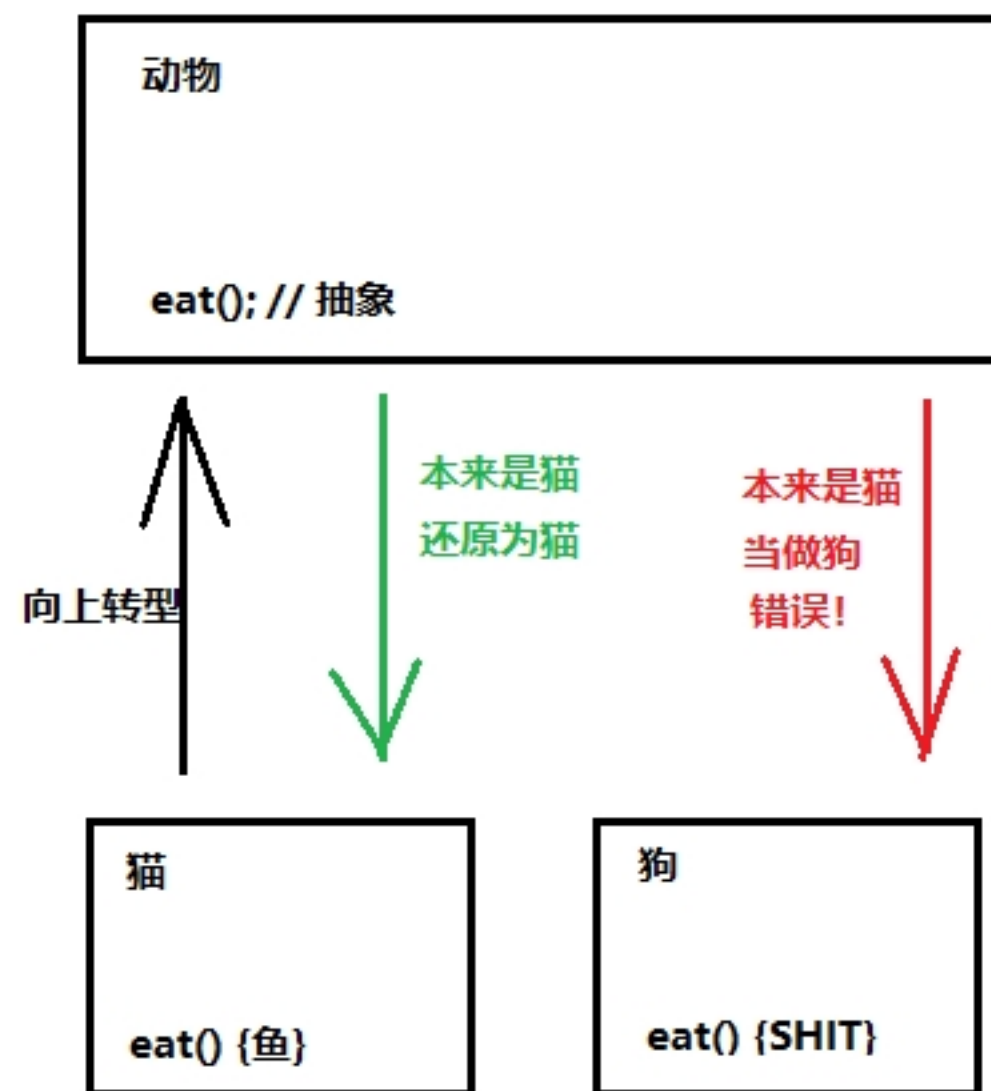 动物
eat(); // 抽象
本来是猫
还原为猫
本来是猫
当做狗
错误!
向上转型
猫
eat() {鱼}
狗
eat() {SHIT}